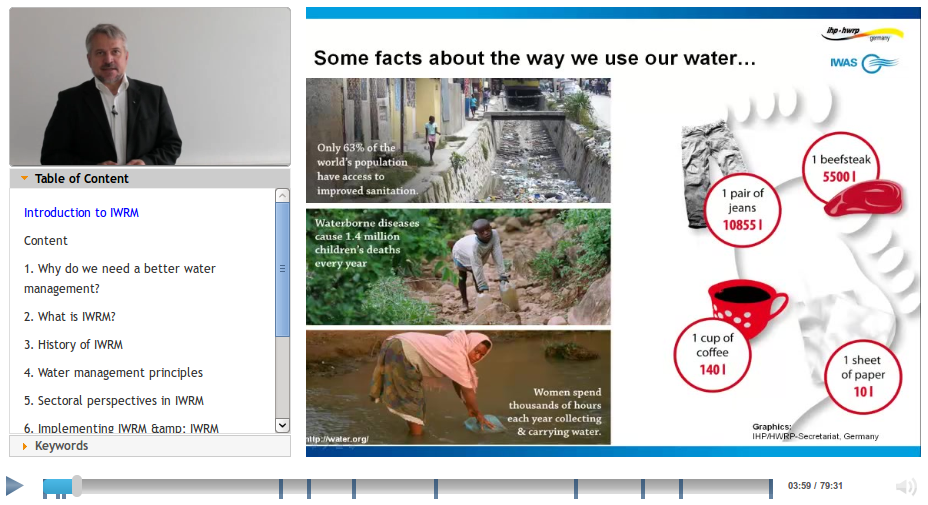 Table of Content
Introduction to IWRM
Content
1. Why do we need a better water
management?
2. What is IWRM?
3. History of IWRM
4. Water management principles
5. Sectoral perspectives in IWRM
6. Implementing IWRM &amp; IWRM
Keywords
ihp - hwrp
germany
IWAS
Some facts about the way we use our water...
Only 63% of the
world's population
have access to
improved sanitation.
Waterborne diseases
cause 1.4 million
children's deaths
every year
Women spend
thousands of hours
each year collecting
& carrying water.
http://water.org/
1 beefsteak
5500 l
1 pair of
jeans
10855 l
1 cup of
coffee
140 l
1 sheet
of paper
10 l
Graphics:
IHP/HWRP-Secretariat, Germany
03:59 / 79:31